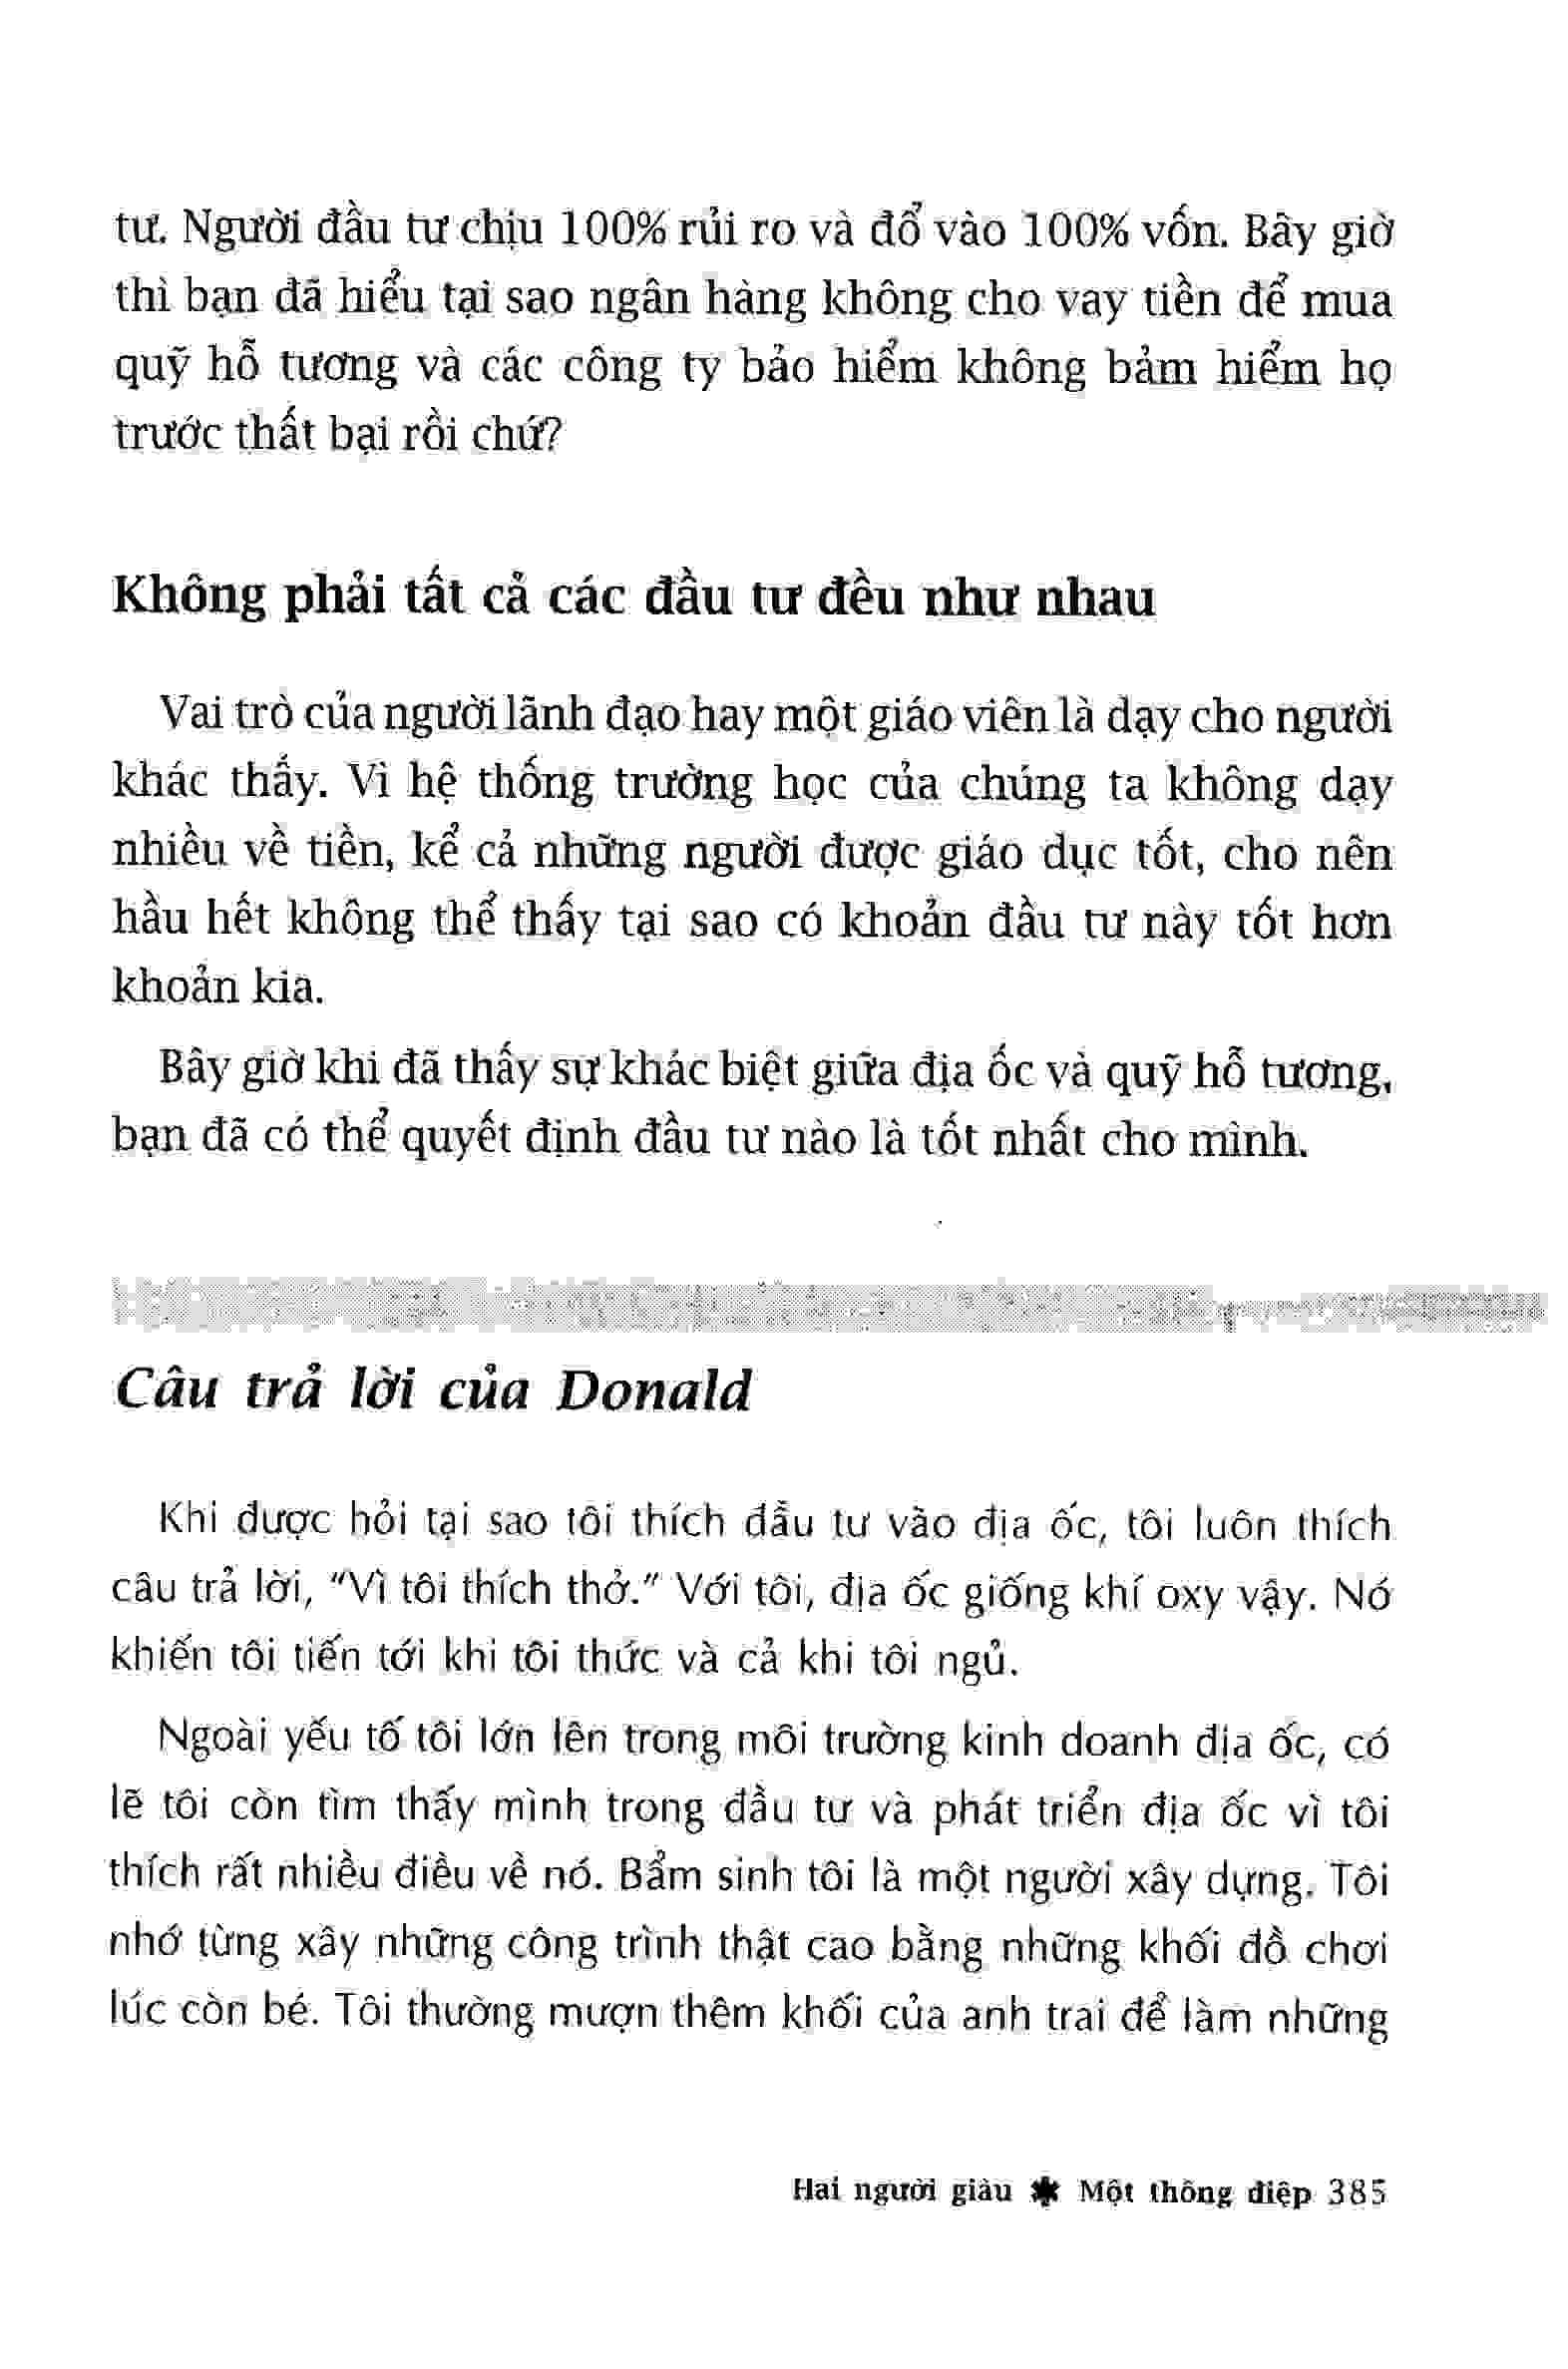 tư. Người đầu tư chịu 100% rủi ro và đổ vào 100% vốn. Bây giờ
thì bạn đã hiểu tại sao ngân hàng không cho vay tiền để mua
quỹ hỗ tương và các công ty bảo hiểm không bảm hiểm họ
trước thất bại rồi chứ?
Không phải tất cả các đầu tư đều như nhau
Vai trò của người lãnh đạo hay một giáo viên là dạy cho người
khác thấy. Vì hệ thống trường học của chúng ta không dạy
nhiều về tiền, kể cả những người được giáo dục tốt, cho nên
hầu hết không thể thấy tại sao có khoản đầu tư này tốt hơn
khoản kia.
Bây giờ khi đã thấy sự khác biệt giữa địa ốc và quỹ hỗ tương,
bạn đã có thể quyết định đầu tư nào là tốt nhất cho mình.
Câu trả lời của Donald
Khi được hỏi tại sao tôi thích đầu tư vào địa ốc, tôi luôn thích
câu trả lời, "Vì tôi thích thở." Với tôi, địa ốc giống khí oxy vậy. Nó
khiến tôi tiến tới khi tôi thức và cả khi tôi ngủ.
Ngoài yếu tố tôi lớn lên trong môi trường kinh doanh địa ốc, có
lẽ tôi còn tìm thấy mình trong đầu tư và phát triển địa ốc vì tôi
thích rất nhiều điều về nó. Bẩm sinh tôi là một người xây dựng. Tôi
nhớ từng xây những công trình thật cao bằng những khối đồ chơi
lúc còn bé. Tôi thường mượn thêm khối của anh trai để làm những
Hai người giàu ✱ Một thông điệp 385